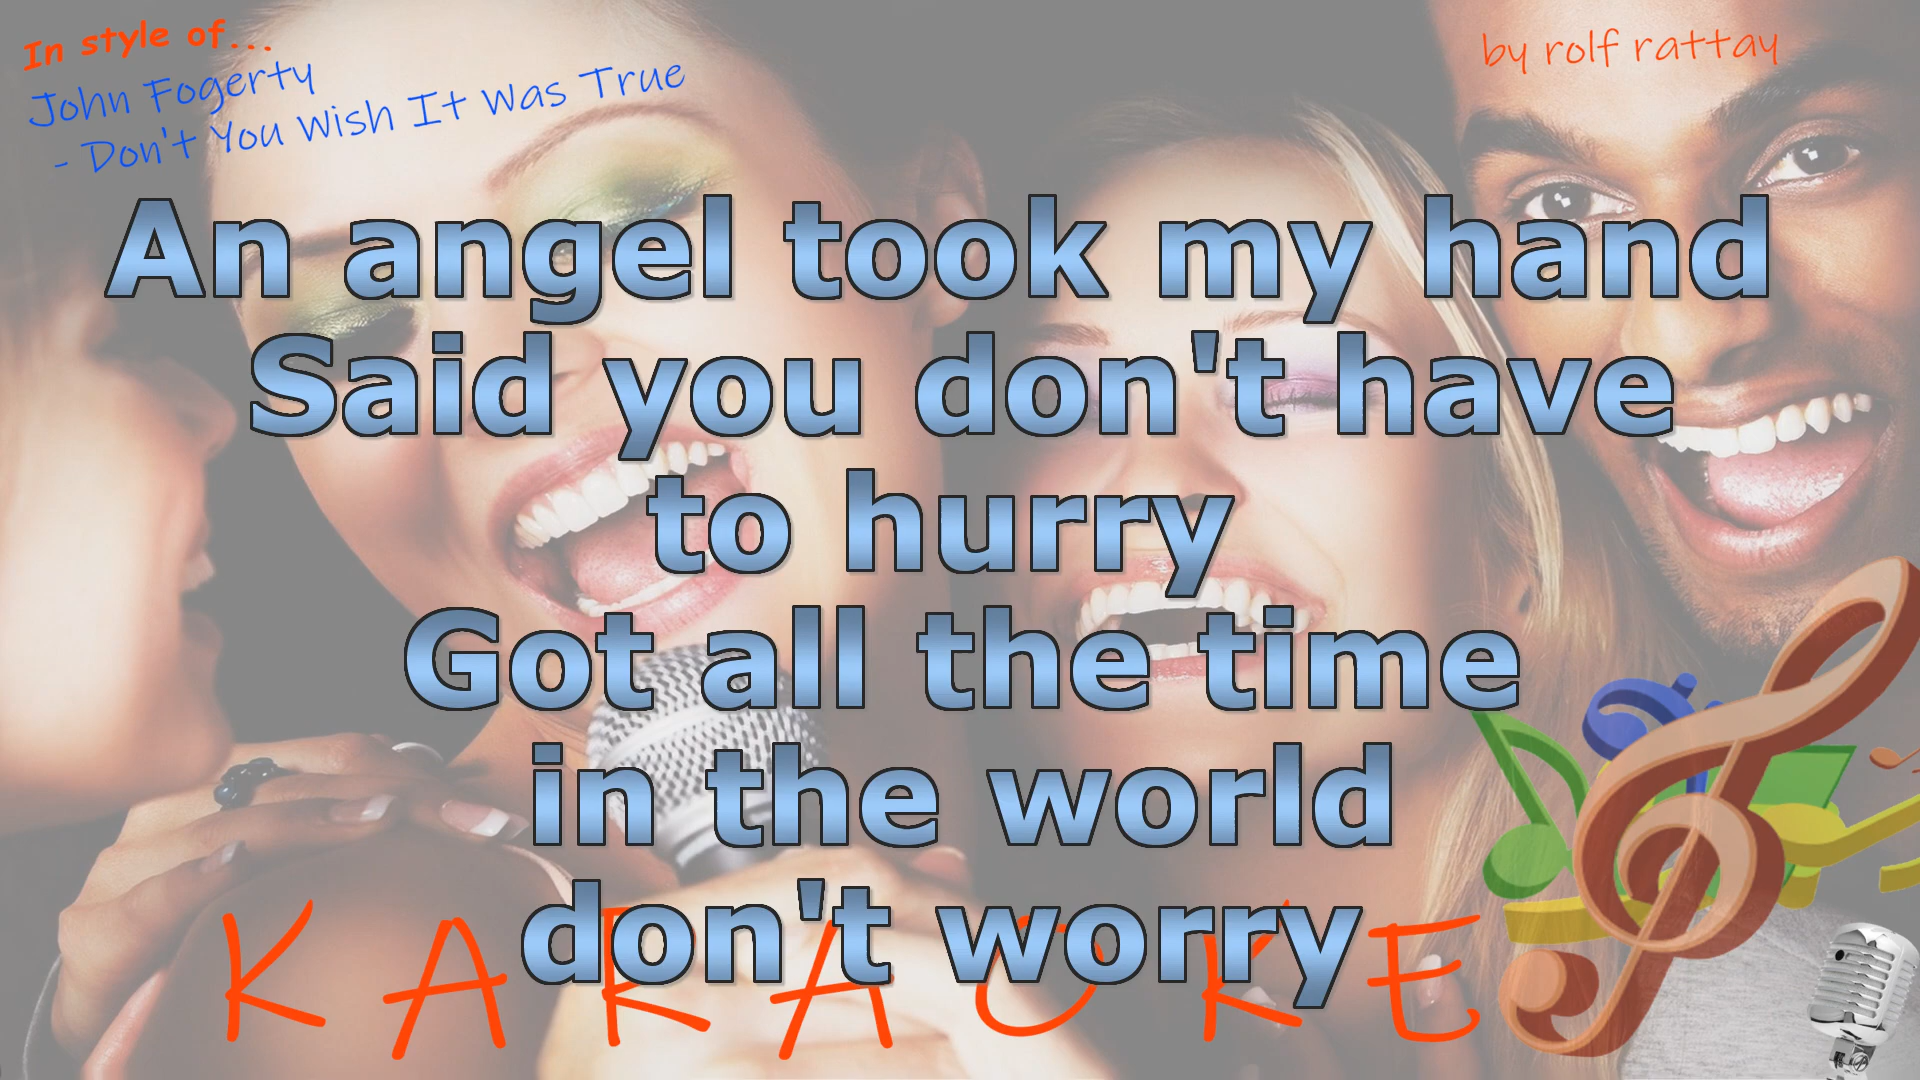 In style of...
John Fogerty
- Don't You Wish It Was True
by rolf rattay
An angel took my hand
Said you don't have
to hurry
Got all the time
in the world
don't worry
KARAOKE